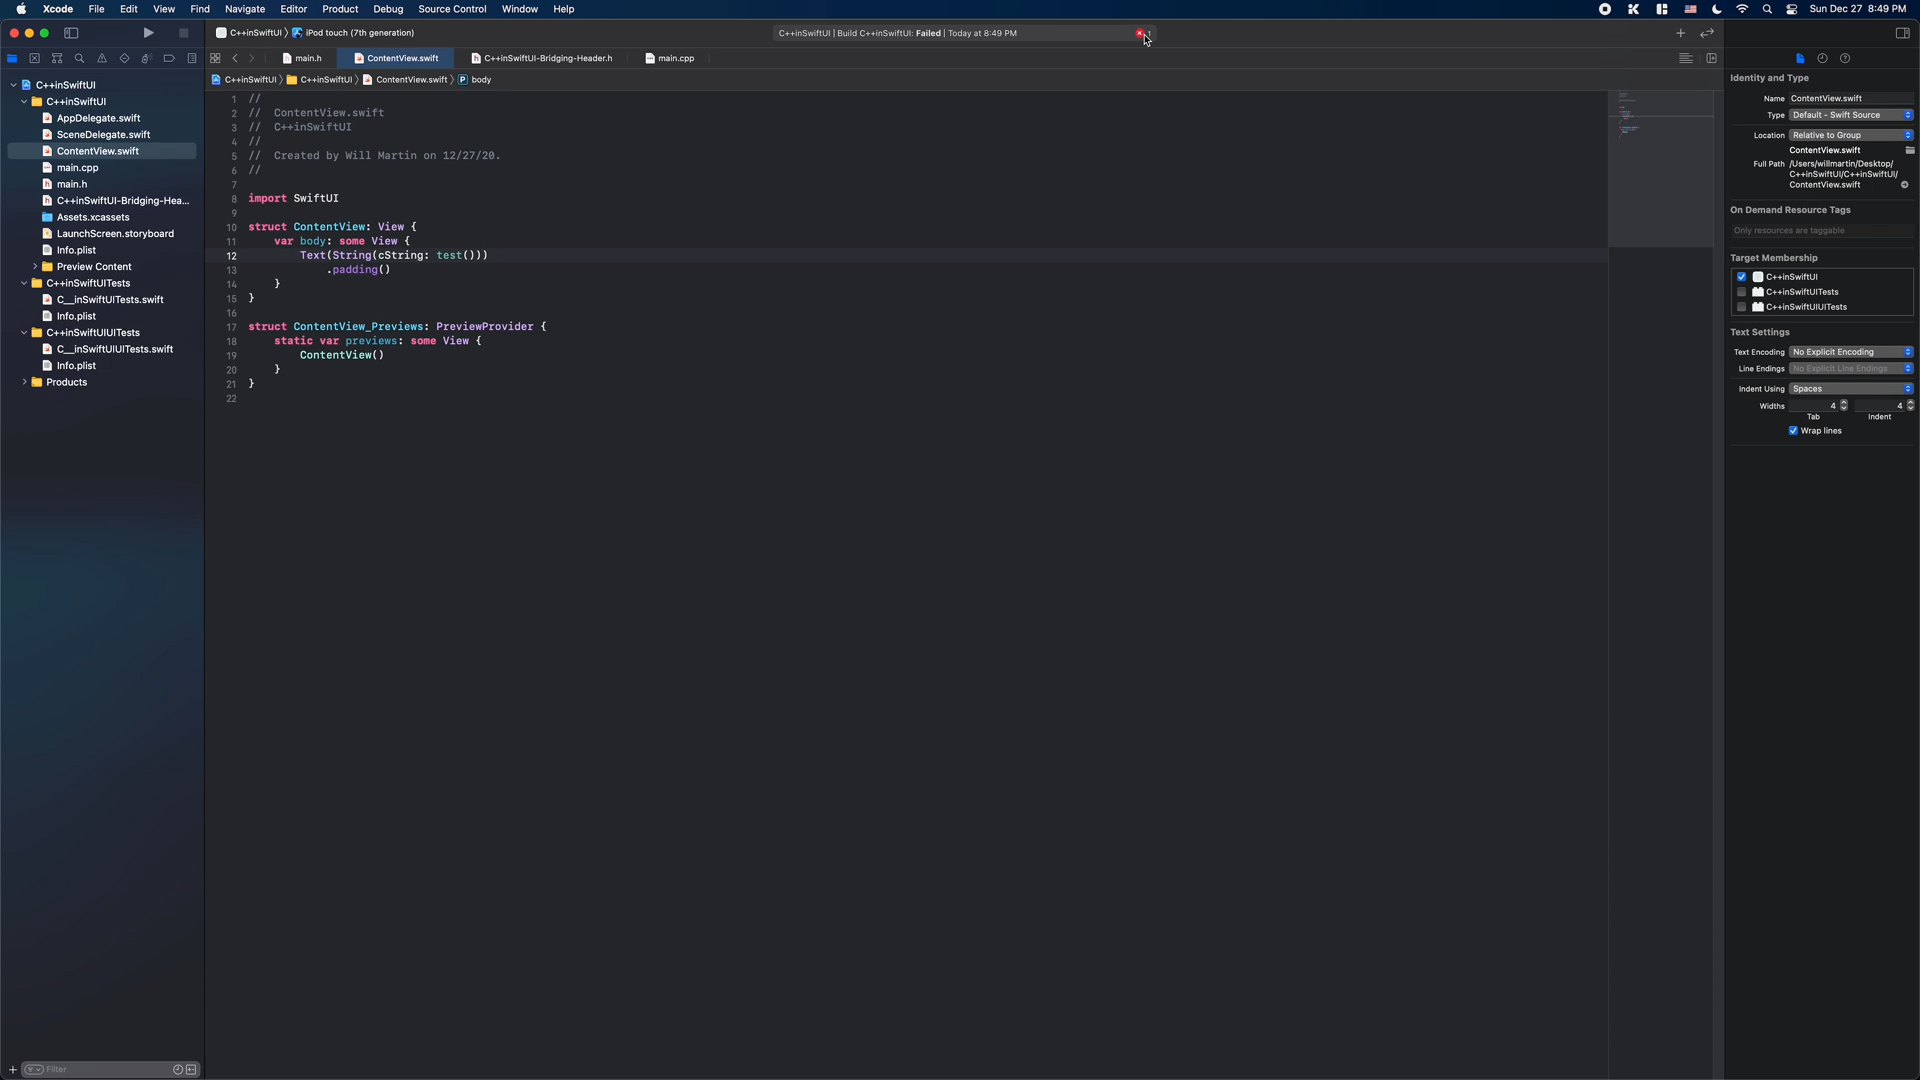 Xcode File Edit View Find Navigate Editor Product Debug Source Control Window Help Sun Dec 27 8:49 PM
C++inSwiftUI iPod touch (7th generation) C++inSwiftUI | Build C++inSwiftUI: Failed | Today at 8:49 PM 1
main.h ContentView.swift C++inSwiftUI-Bridging-Header.h main.cpp
C++inSwiftUI C++inSwiftUI ContentView.swift P body
C++inSwiftUI
C++inSwiftUI
AppDelegate.swift
SceneDelegate.swift
ContentView.swift
main.cpp
main.h
C++inSwiftUI-Bridging-Hea...
Assets.xcassets
LaunchScreen.storyboard
Info.plist
Preview Content
C++inSwiftUITests
C__inSwiftUITests.swift
Info.plist
C++inSwiftUIUITests
C__inSwiftUIUITests.swift
Info.plist
Products
Filter
1 //
2 // ContentView.swift
3 // C++inSwiftUI
4 //
5 // Created by Will Martin on 12/27/20.
6 //
7
8 import SwiftUI
9
10 struct ContentView: View {
11 var body: some View {
12 Text(String(cString: test()))
13 .padding()
14 }
15 }
16
17 struct ContentView_Previews: PreviewProvider {
18 static var previews: some View {
19 ContentView()
20 }
21 }
22
Identity and Type
Name ContentView.swift
Type Default - Swift Source
Location Relative to Group
ContentView.swift
Full Path /Users/willmartin/Desktop/
C++inSwiftUI/C++inSwiftUI/
ContentView.swift
On Demand Resource Tags
Only resources are taggable
Target Membership
C++inSwiftUI
C++inSwiftUITests
C++inSwiftUIUITests
Text Settings
Text Encoding No Explicit Encoding
Line Endings No Explicit Line Endings
Indent Using Spaces
Widths 4 4
Tab Indent
Wrap lines